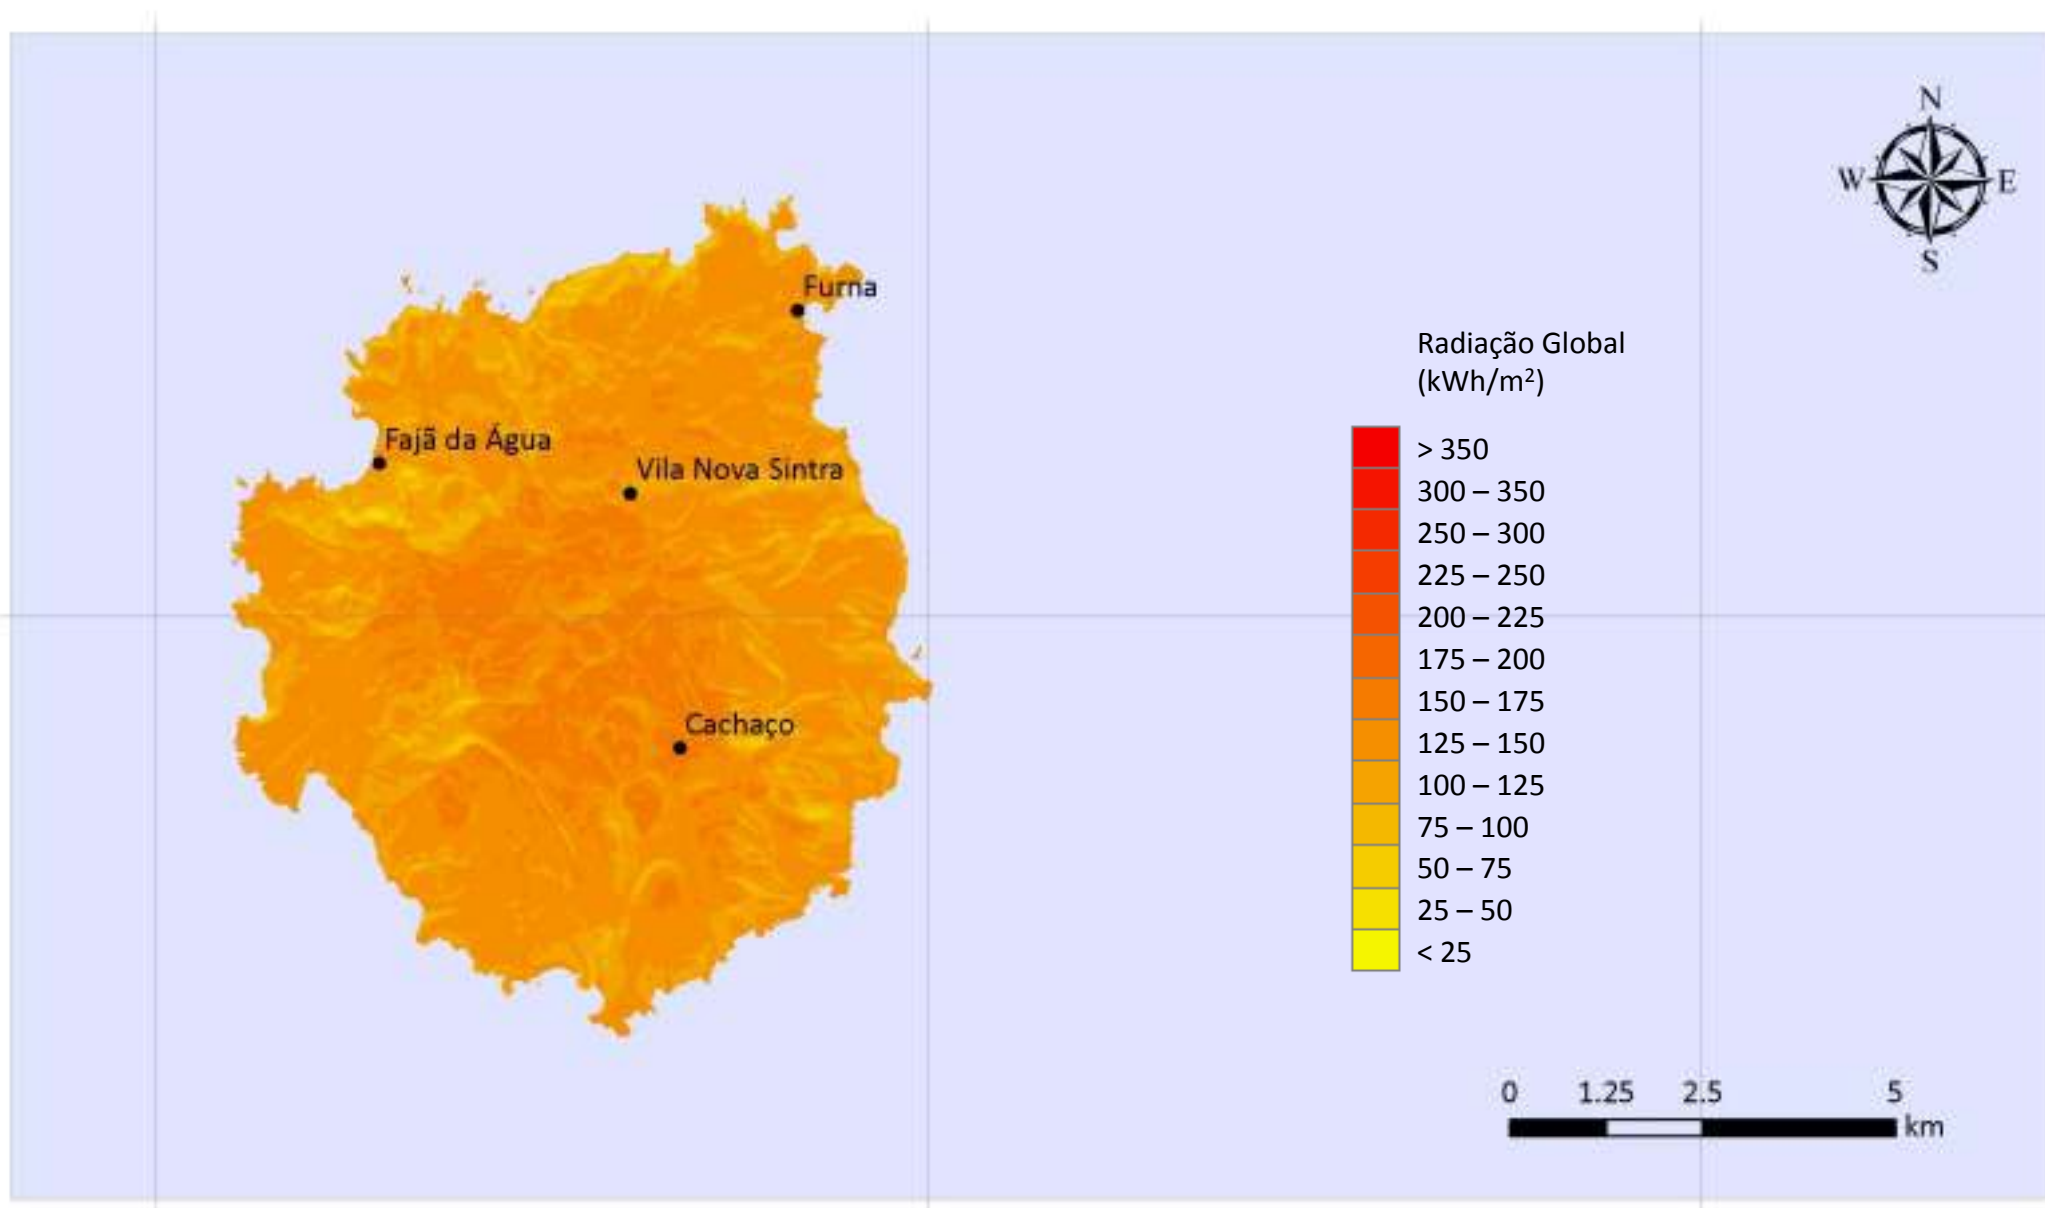 N
W E
S
Furna
Fajã da Água
Vila Nova Sintra
Cachaço
Radiação Global
(kWh/m²)
> 350
300 – 350
250 – 300
225 – 250
200 – 225
175 – 200
150 – 175
125 – 150
100 – 125
75 – 100
50 – 75
25 – 50
< 25
0 1.25 2.5 5
km